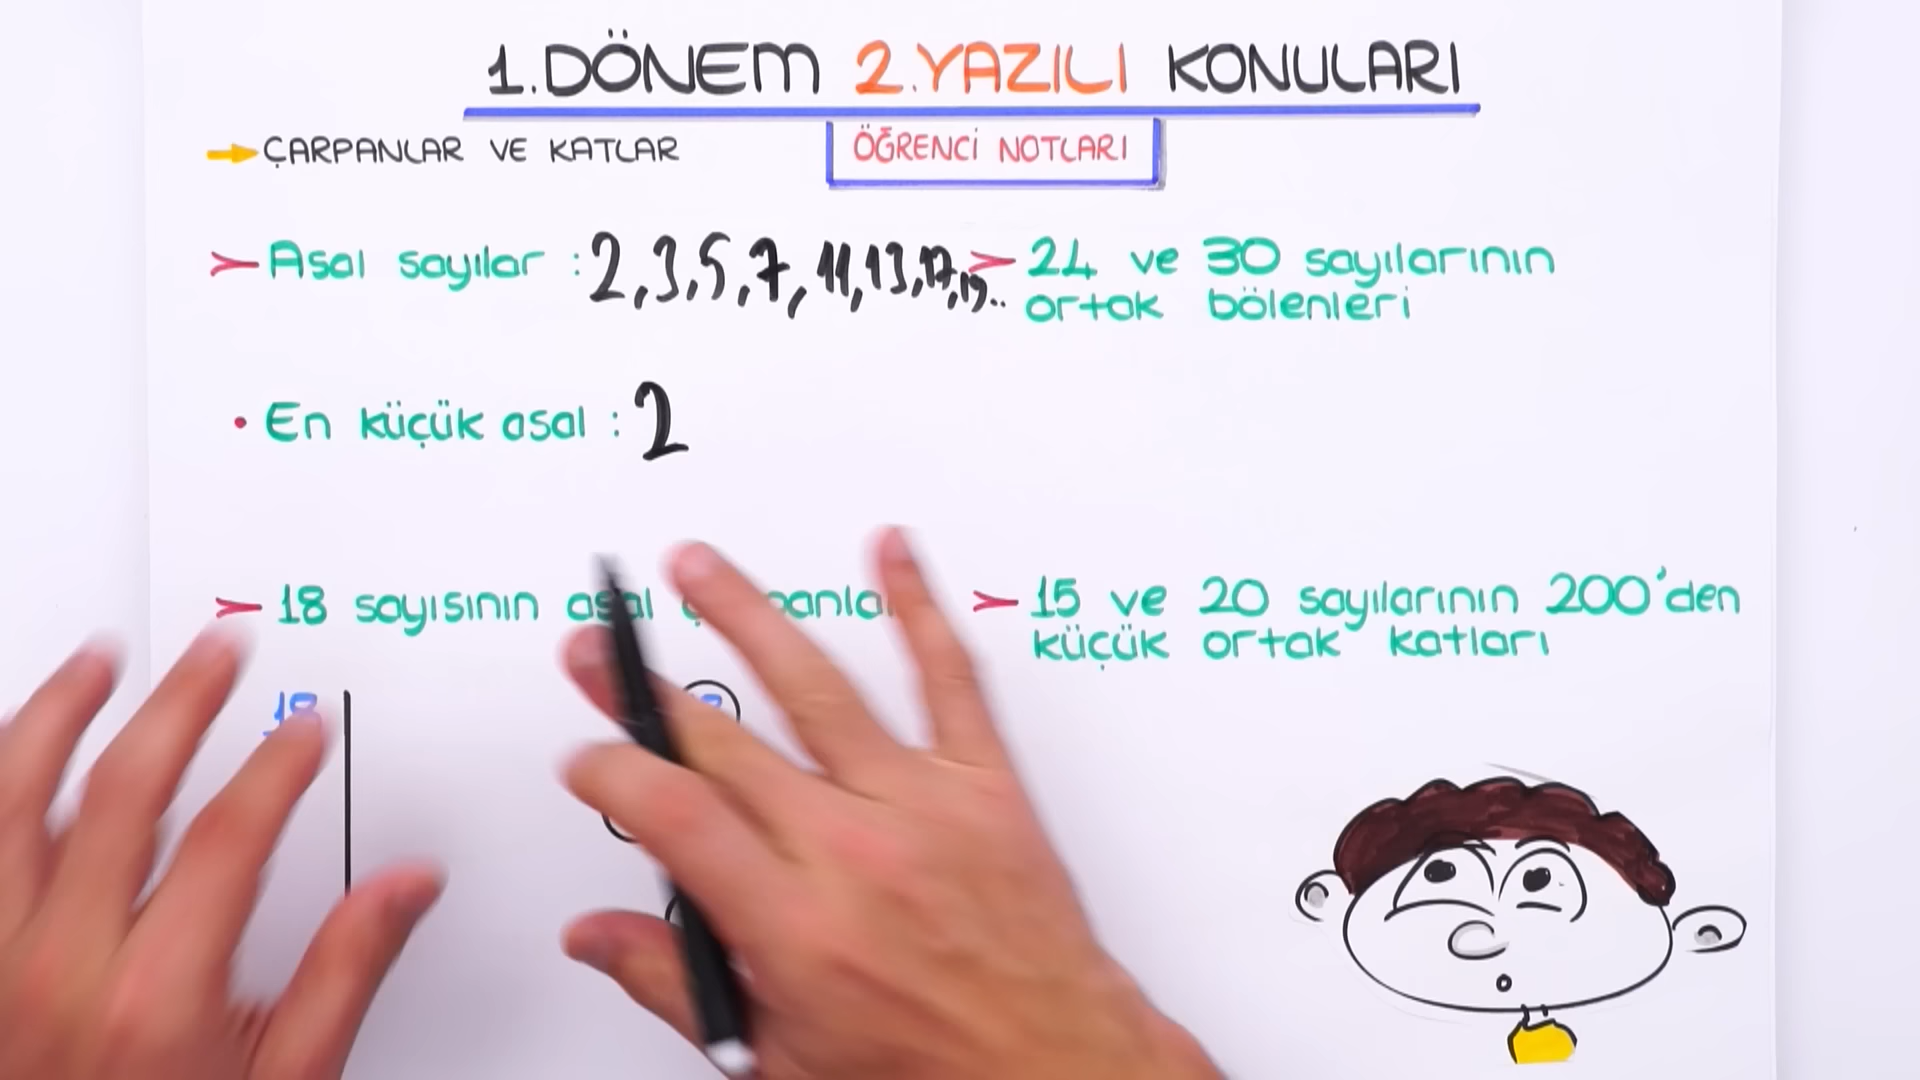 1.DÖNEM 2.YAZILI KONULARI
ÇARPANLAR VE KATLAR
ÖĞRENCİ NOTLARI
Asal sayılar : 2,3,5,7,11,13,17,19..
24 ve 30 sayılarının
ortak bölenleri
En küçük asal : 2
18 sayısının asal
15 ve 20 sayılarının 200'den
küçük ortak katları
18